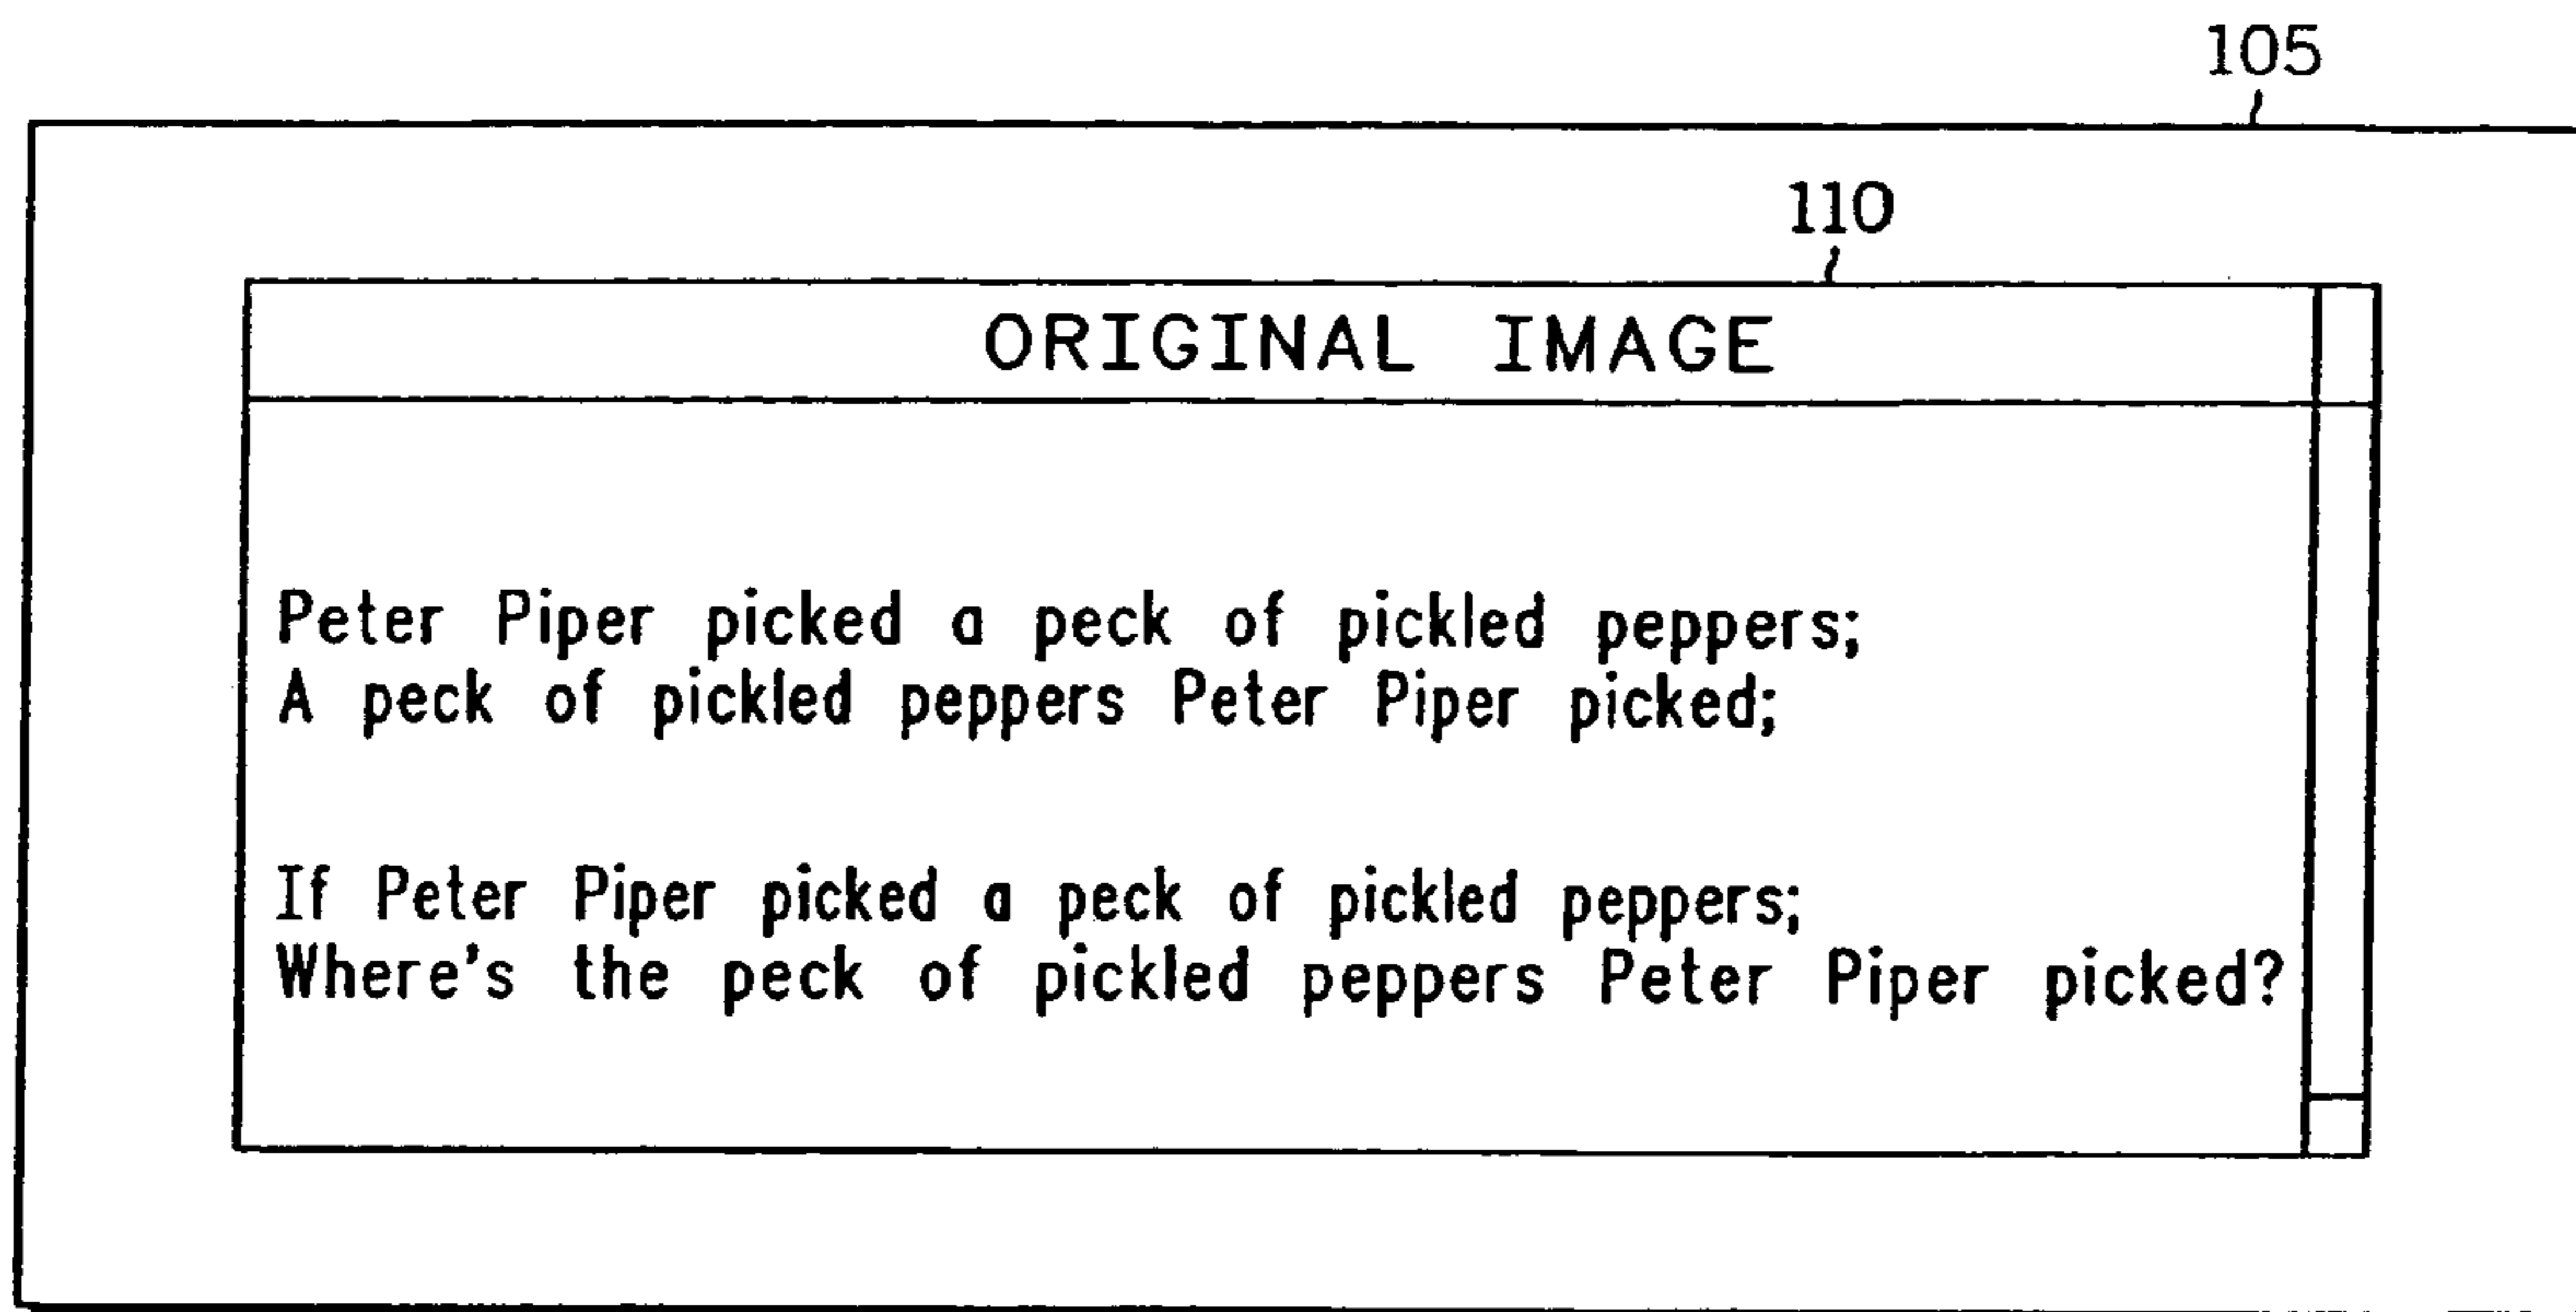 105
110
ORIGINAL IMAGE
Peter Piper picked a peck of pickled peppers;
A peck of pickled peppers Peter Piper picked;
If Peter Piper picked a peck of pickled peppers;
Where's the peck of pickled peppers Peter Piper picked?